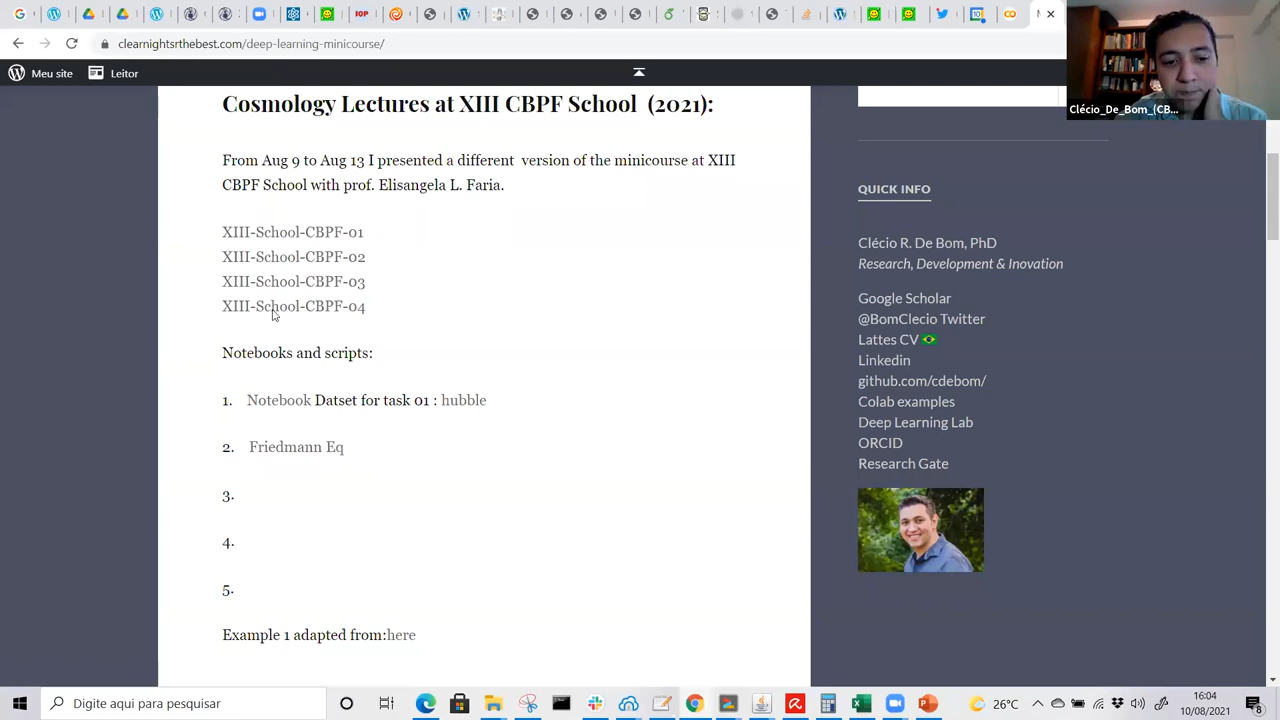 clearnightsrthebest.com/deep-learning-minicourse/
Meu site
Leitor
Clécio_De_Bom_(CB...
Cosmology Lectures at XIII CBPF School (2021):
From Aug 9 to Aug 13 I presented a different version of the minicourse at XIII
CBPF School with prof. Elisangela L. Faria.
XIII-School-CBPF-01
XIII-School-CBPF-02
XIII-School-CBPF-03
XIII-School-CBPF-04
Notebooks and scripts:
1. Notebook Datset for task 01 : hubble
2. Friedmann Eq
3.
4.
5.
Example 1 adapted from:here
QUICK INFO
Clécio R. De Bom, PhD
Research, Development & Inovation
Google Scholar
@BomClecio Twitter
Lattes CV
Linkedin
github.com/cdebom/
Colab examples
Deep Learning Lab
ORCID
Research Gate
Digite aqui para pesquisar
26°C
16:04
10/08/2021